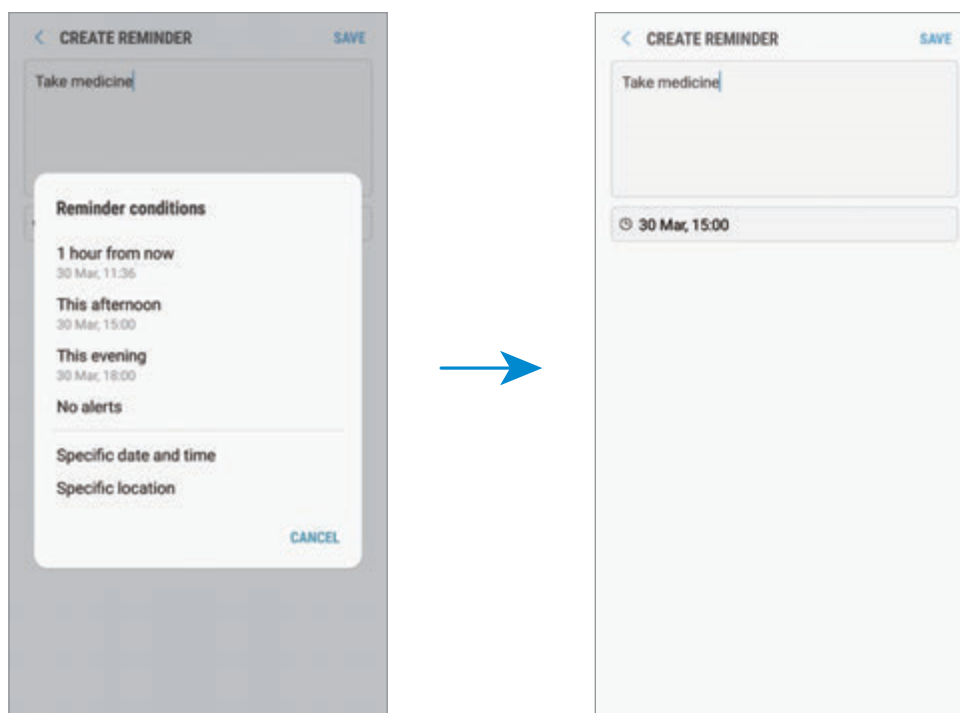 CREATE REMINDER SAVE
Take medicine
Reminder conditions
1 hour from now
30 Mar, 11:36
This afternoon
30 Mar, 15:00
This evening
30 Mar, 18:00
No alerts
Specific date and time
Specific location
CANCEL
CREATE REMINDER SAVE
Take medicine
30 Mar, 15:00